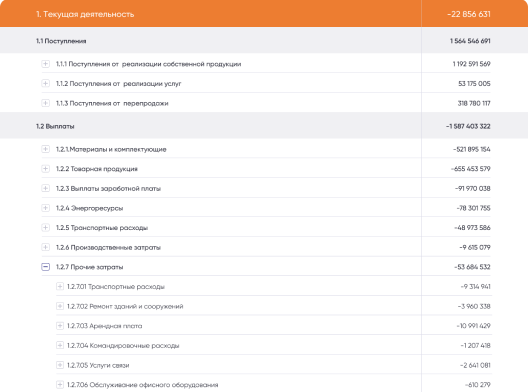 1. Текущая деятельность -22 856 631
1.1 Поступления 1 564 546 691
1.1.1 Поступления от реализации собственной продукции 1 192 591 569
1.1.2 Поступления от реализации услуг 53 175 005
1.1.3 Поступления от перепродажи 318 780 117
1.2 Выплаты -1 587 403 322
1.2.1.Материалы и комплектующие -521 895 154
1.2.2 Товарная продукция -655 453 579
1.2.3 Выплаты заработной платы -91 970 038
1.2.4 Энергоресурсы -78 301 755
1.2.5 Транспортные расходы -48 973 586
1.2.6 Производственные затраты -9 615 079
1.2.7 Прочие затраты -53 684 532
1.2.7.01 Транспортные расходы -9 314 941
1.2.7.02 Ремонт зданий и сооружений -3 960 338
1.2.7.03 Арендная плата -10 991 429
1.2.7.04 Командировочные расходы -1 207 418
1.2.7.05 Услуги связи -2 641 081
1.2.7.06 Обслуживание офисного оборудования -610 279